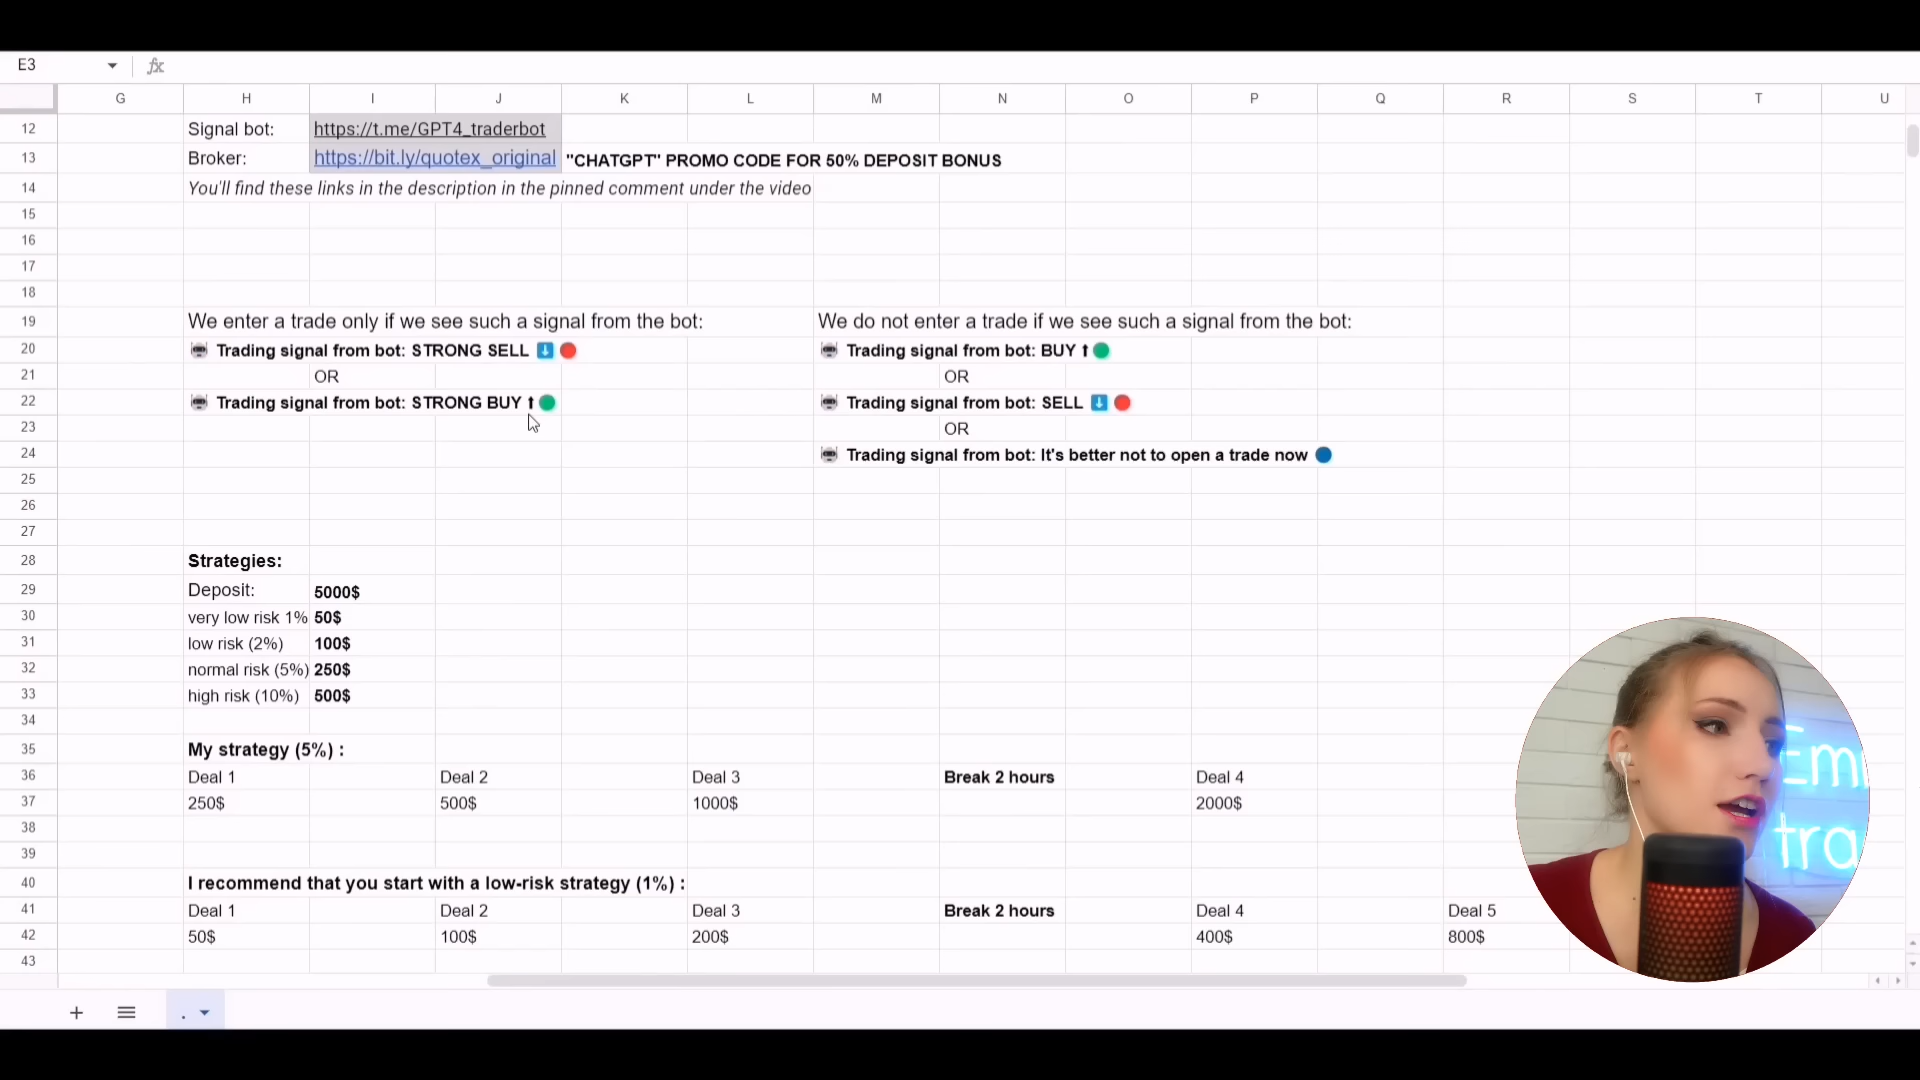 E3 fx
G H I J K L M N O P Q R S T U
12 Signal bot: https://t.me/GPT4_traderbot
13 Broker: https://bit.ly/quotex_original "CHATGPT" PROMO CODE FOR 50% DEPOSIT BONUS
14 You'll find these links in the description in the pinned comment under the video
15
16
17
18
19 We enter a trade only if we see such a signal from the bot: We do not enter a trade if we see such a signal from the bot:
20 🤖 Trading signal from bot: STRONG SELL ⬇️ 🔴 🤖 Trading signal from bot: BUY ⬆ 🟢
21 OR OR
22 🤖 Trading signal from bot: STRONG BUY ⬆ 🟢 🤖 Trading signal from bot: SELL ⬇️ 🔴
23 OR
24 🤖 Trading signal from bot: It's better not to open a trade now 🔵
25
26
27
28 Strategies:
29 Deposit: 5000$
30 very low risk 1% 50$
31 low risk (2%) 100$
32 normal risk (5%) 250$
33 high risk (10%) 500$
34
35 My strategy (5%) :
36 Deal 1 Deal 2 Deal 3 Break 2 hours Deal 4
37 250$ 500$ 1000$ 2000$
38
39
40 I recommend that you start with a low-risk strategy (1%) :
41 Deal 1 Deal 2 Deal 3 Break 2 hours Deal 4 Deal 5
42 50$ 100$ 200$ 400$ 800$
43
Em
tra
.